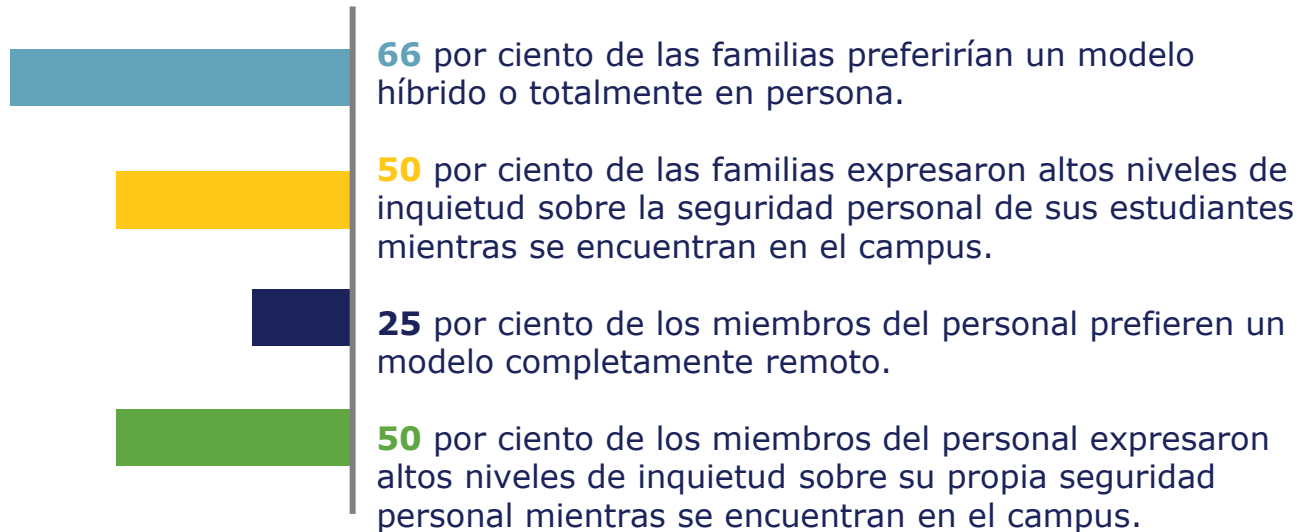 66 por ciento de las familias preferirían un modelo
híbrido o totalmente en persona.
50 por ciento de las familias expresaron altos niveles de
inquietud sobre la seguridad personal de sus estudiantes
mientras se encuentran en el campus.
25 por ciento de los miembros del personal prefieren un
modelo completamente remoto.
50 por ciento de los miembros del personal expresaron
altos niveles de inquietud sobre su propia seguridad
personal mientras se encuentran en el campus.